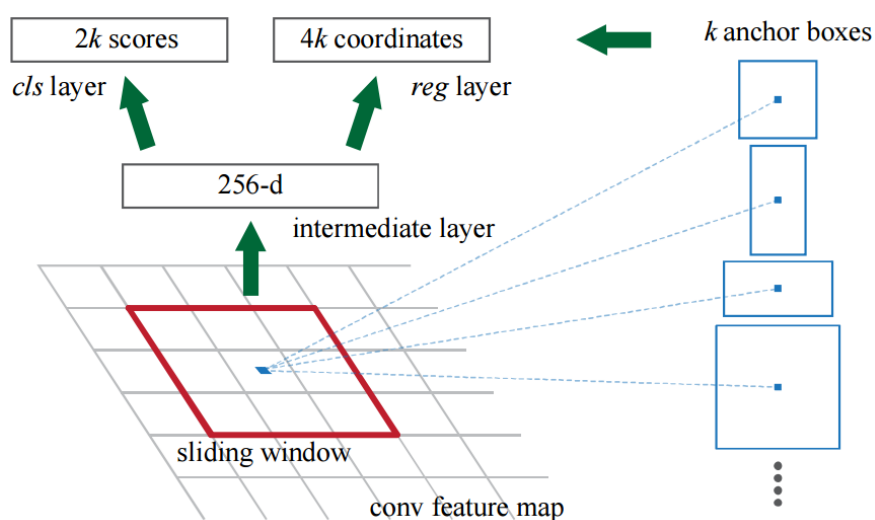 2k scores
4k coordinates
k anchor boxes
cls layer
reg layer
256-d
intermediate layer
sliding window
conv feature map